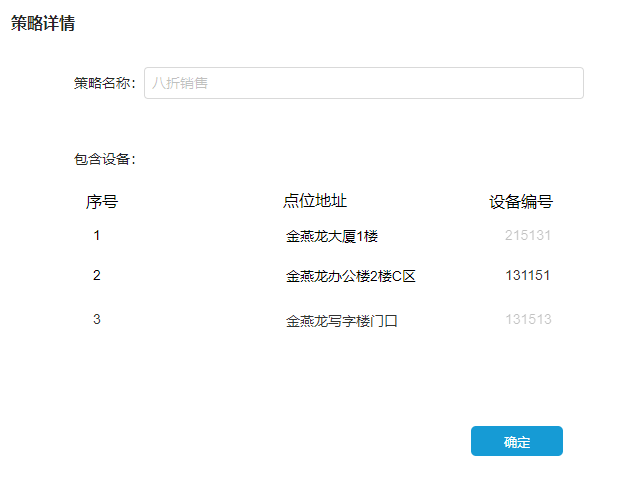 策略详情
策略名称： 八折销售
包含设备：
序号 点位地址 设备编号
1 金燕龙大厦1楼 215131
2 金燕龙办公楼2楼C区 131151
3 金燕龙写字楼门口 131513
确定